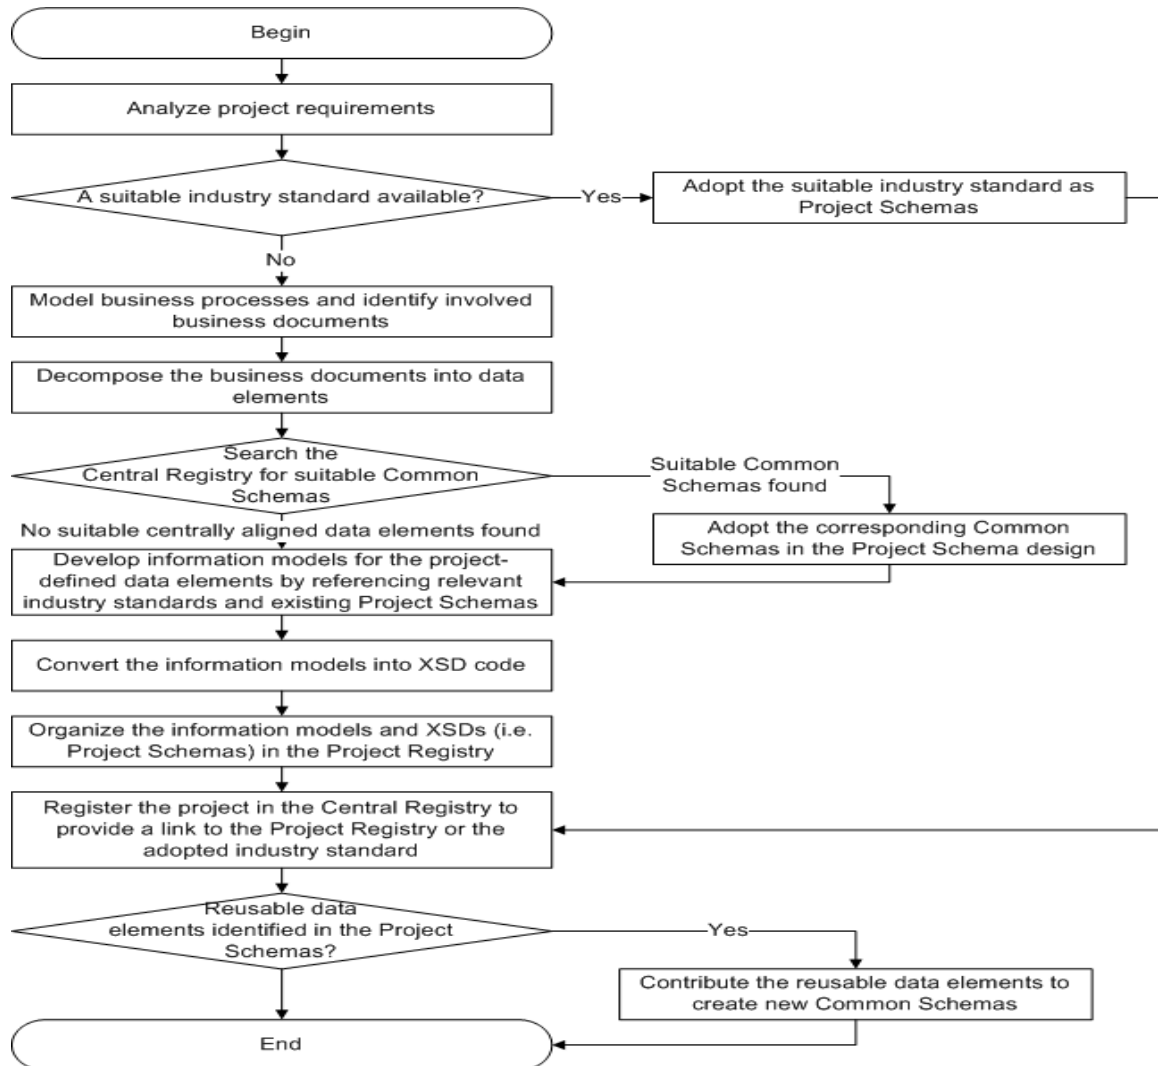 Begin
Analyze project requirements
A suitable industry standard available?
Yes
Adopt the suitable industry standard as
Project Schemas
No
Model business processes and identify involved
business documents
Decompose the business documents into data
elements
Search the
Central Registry for suitable Common
Schemas
Suitable Common
Schemas found
No suitable centrally aligned data elements found
Adopt the corresponding Common
Schemas in the Project Schema design
Develop information models for the project-
defined data elements by referencing relevant
industry standards and existing Project Schemas
Convert the information models into XSD code
Organize the information models and XSDs (i.e.
Project Schemas) in the Project Registry
Register the project in the Central Registry to
provide a link to the Project Registry or the
adopted industry standard
Reusable data
elements identified in the Project
Schemas?
Yes
Contribute the reusable data elements to
create new Common Schemas
End